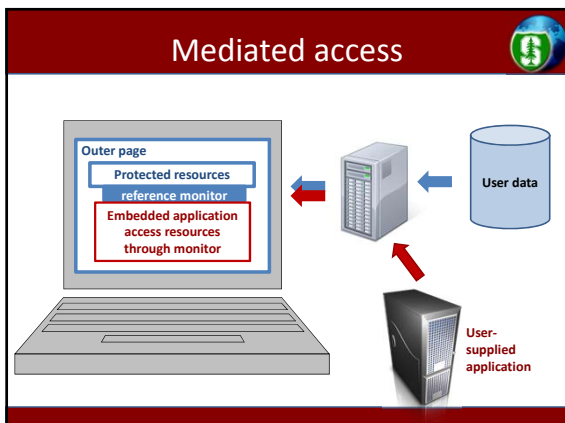 Mediated access
Outer page
Protected resources
reference monitor
Embedded application
access resources
through monitor
User data
User-
supplied
application